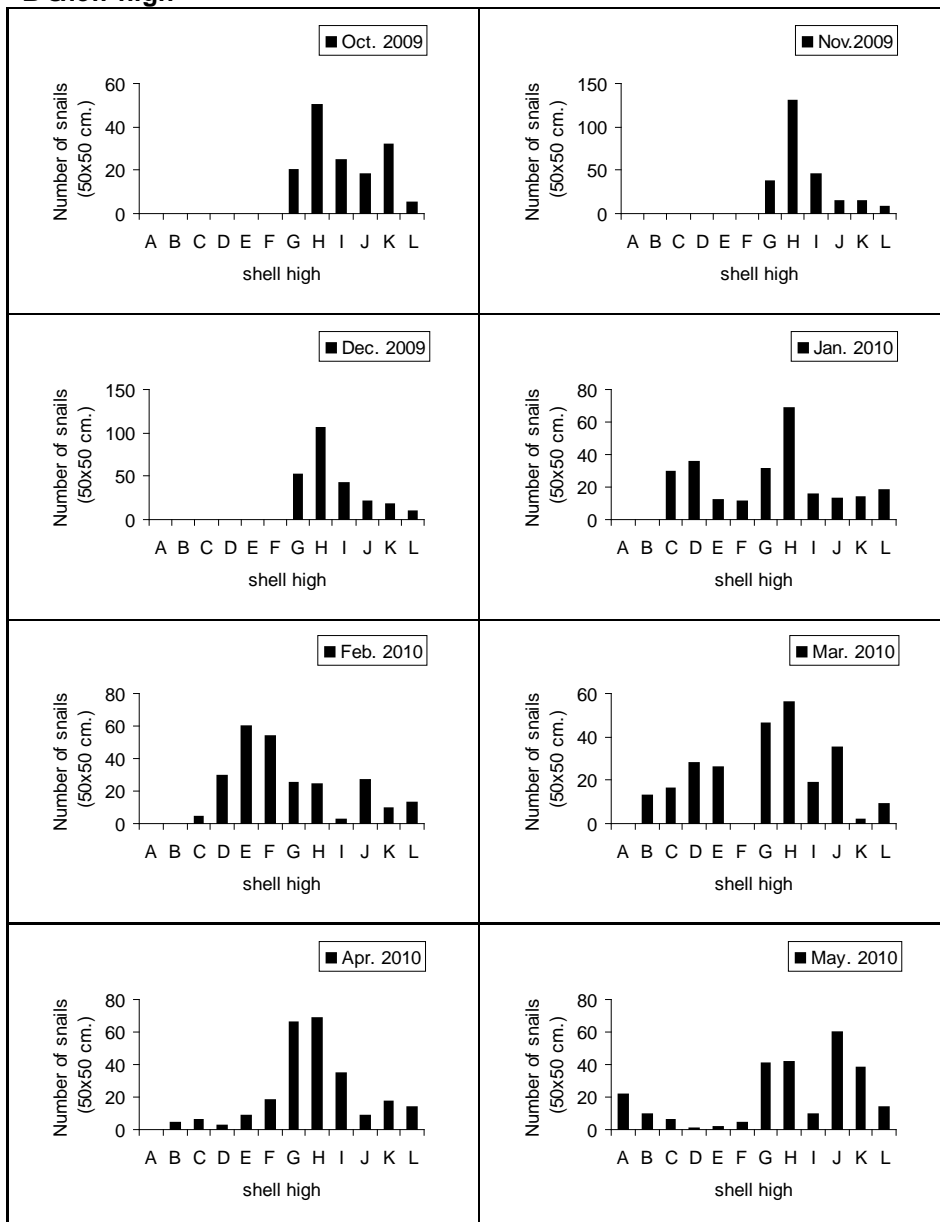 shell high
Oct. 2009
Number of snails
(50x50 cm.)
60
40
20
0
A B C D E F G H I J K L
shell high
Nov.2009
Number of snails
(50x50 cm.)
150
100
50
0
A B C D E F G H I J K L
shell high
Dec. 2009
Number of snails
(50x50 cm.)
150
100
50
0
A B C D E F G H I J K L
shell high
Jan. 2010
Number of snails
(50x50 cm.)
80
60
40
20
0
A B C D E F G H I J K L
shell high
Feb. 2010
Number of snails
(50x50 cm.)
80
60
40
20
0
A B C D E F G H I J K L
shell high
Mar. 2010
Number of snails
(50x50 cm.)
60
40
20
0
A B C D E F G H I J K L
shell high
Apr. 2010
Number of snails
(50x50 cm.)
80
60
40
20
0
A B C D E F G H I J K L
shell high
May. 2010
Number of snails
(50x50 cm.)
80
60
40
20
0
A B C D E F G H I J K L
shell high